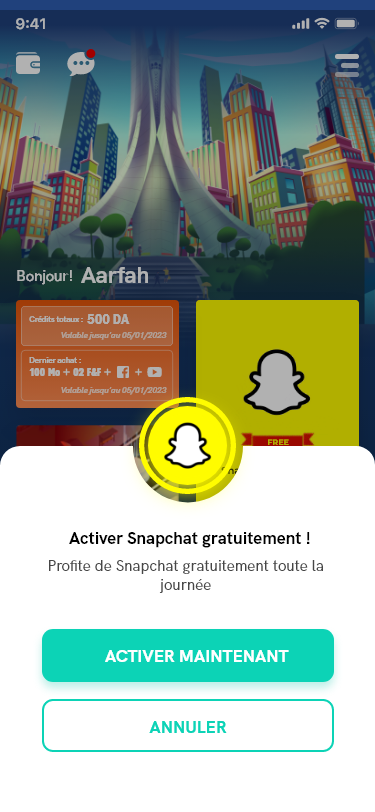 9:41
Bonjour! Aarfah
Crédits totaux : 500 DA
Valable jusqu'au 05/01/2023
Dernier achat :
100 Mo + 02 F&F + +
Valable jusqu'au 05/01/2023
FREE
Activer Snapchat gratuitement !
Profite de Snapchat gratuitement toute la
journée
ACTIVER MAINTENANT
ANNULER